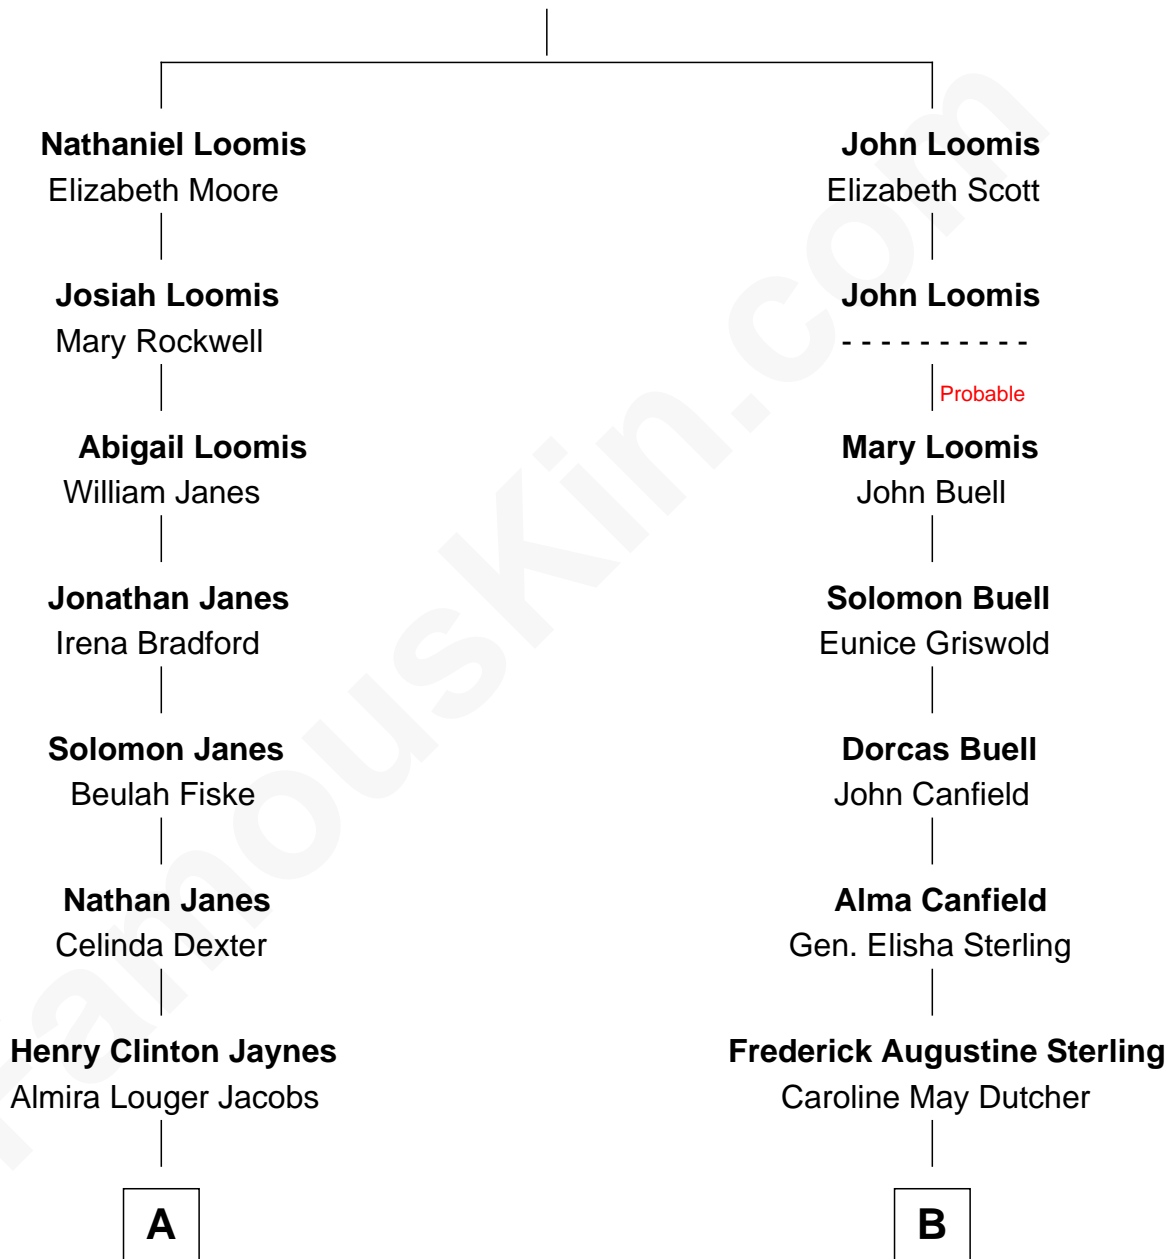 Nathaniel Loomis
Elizabeth Moore
John Loomis
Elizabeth Scott
Josiah Loomis
Mary Rockwell
John Loomis
- - - - - - - - - -
Probable
Abigail Loomis
William Janes
Mary Loomis
John Buell
Jonathan Janes
Irena Bradford
Solomon Buell
Eunice Griswold
Solomon Janes
Beulah Fiske
Dorcas Buell
John Canfield
Nathan Janes
Celinda Dexter
Alma Canfield
Gen. Elisha Sterling
Henry Clinton Jaynes
Almira Louger Jacobs
Frederick Augustine Sterling
Caroline May Dutcher
A
B
FamousKin.com